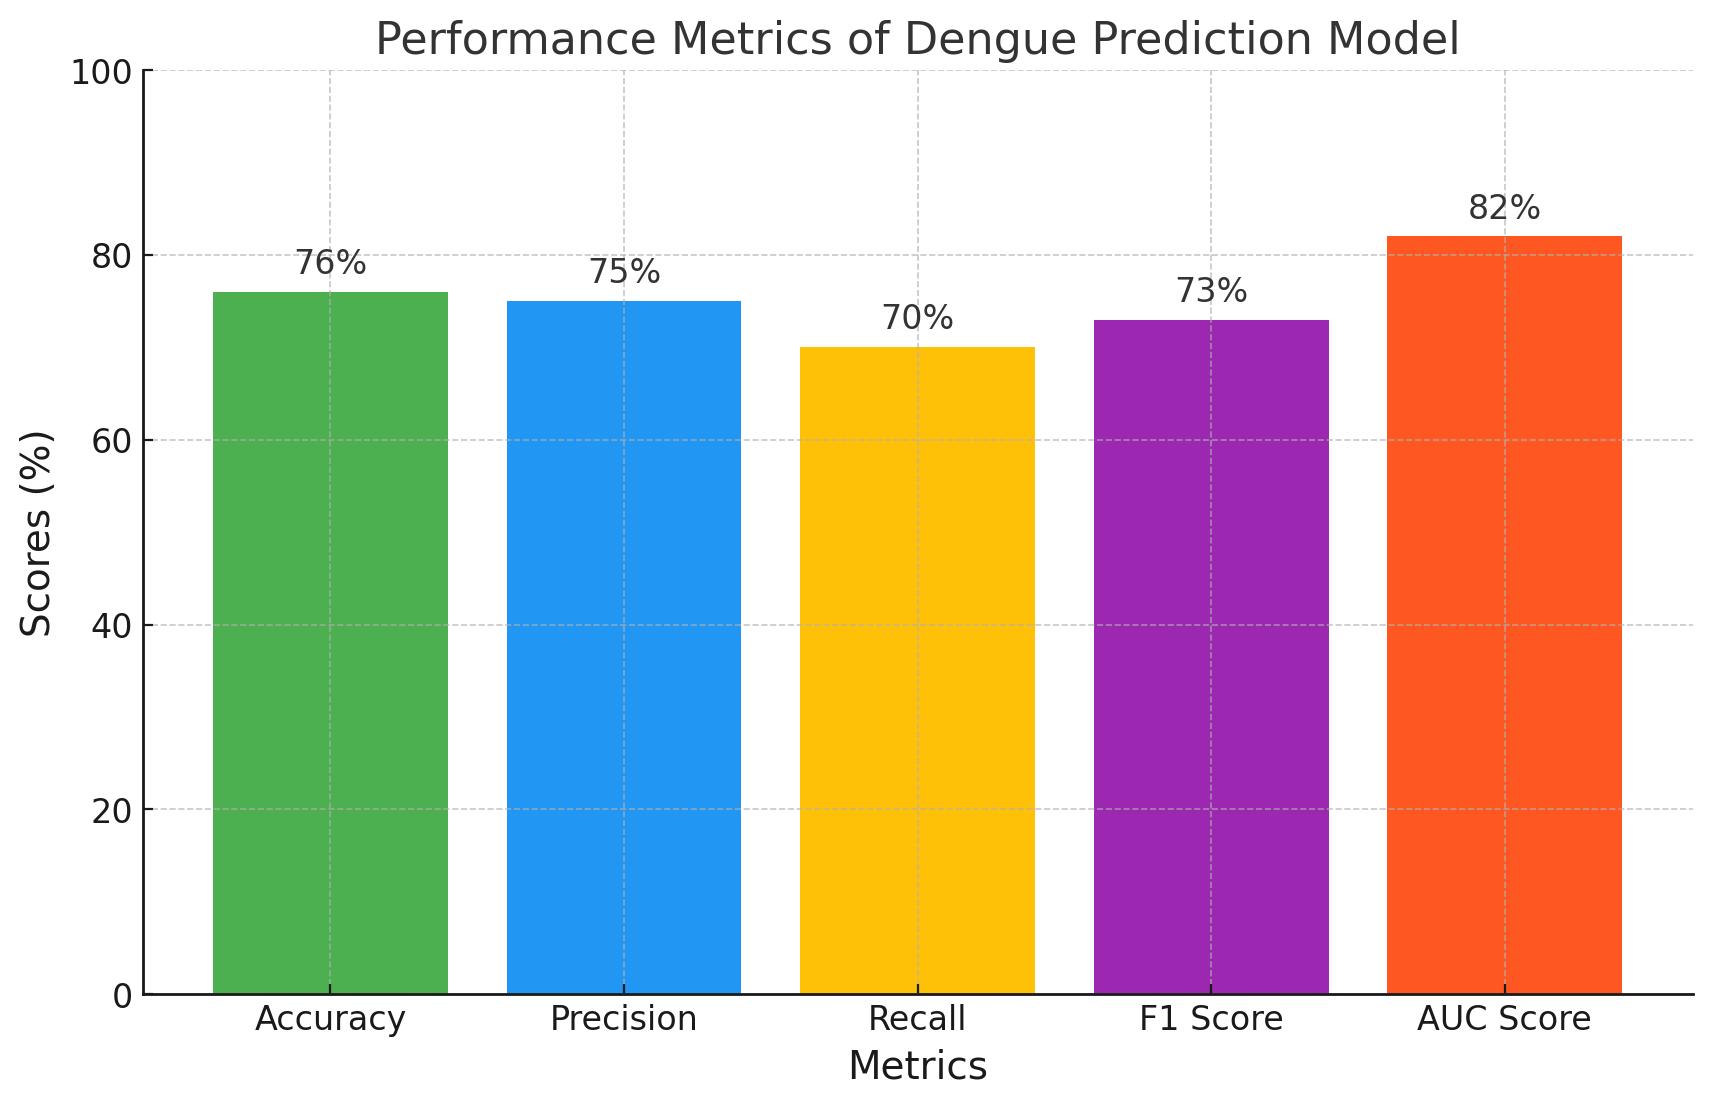 Performance Metrics of Dengue Prediction Model
100
80
60
40
20
0
Scores (%)
76%
75%
70%
73%
82%
Accuracy
Precision
Recall
F1 Score
AUC Score
Metrics